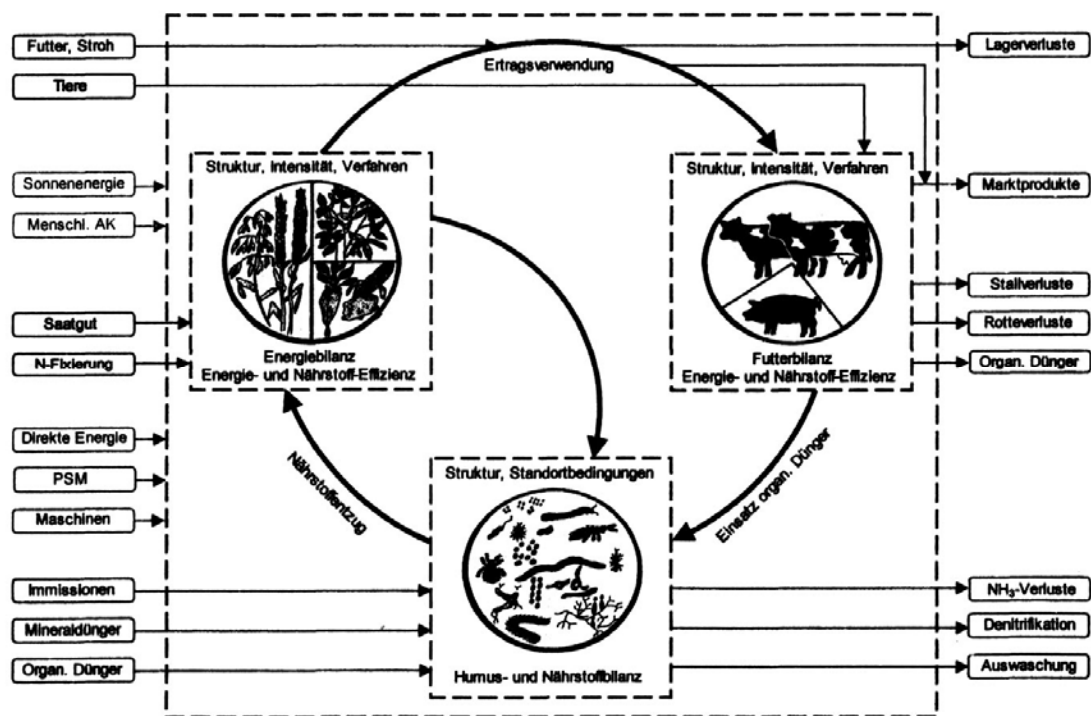 Futter, Stroh
Lagerverluste
Ertragsverwendung
Tiere
Struktur, Intensität, Verfahren
Struktur, Intensität, Verfahren
Sonnenenergie
Marktprodukte
Menschl. AK
Stallverluste
Saatgut
Rotteverluste
Energiebilanz
Futterbilanz
N-Fixierung
Energie- und Nährstoff-Effizienz
Energie- und Nährstoff-Effizienz
Organ. Dünger
Direkte Energie
Nährstoffentzug
Einsatz organ. Dünger
Struktur, Standortbedingungen
PSM
Maschinen
Immissionen
NH₃-Verluste
Mineraldünger
Denitrifikation
Organ. Dünger
Humus- und Nährstoffbilanz
Auswaschung